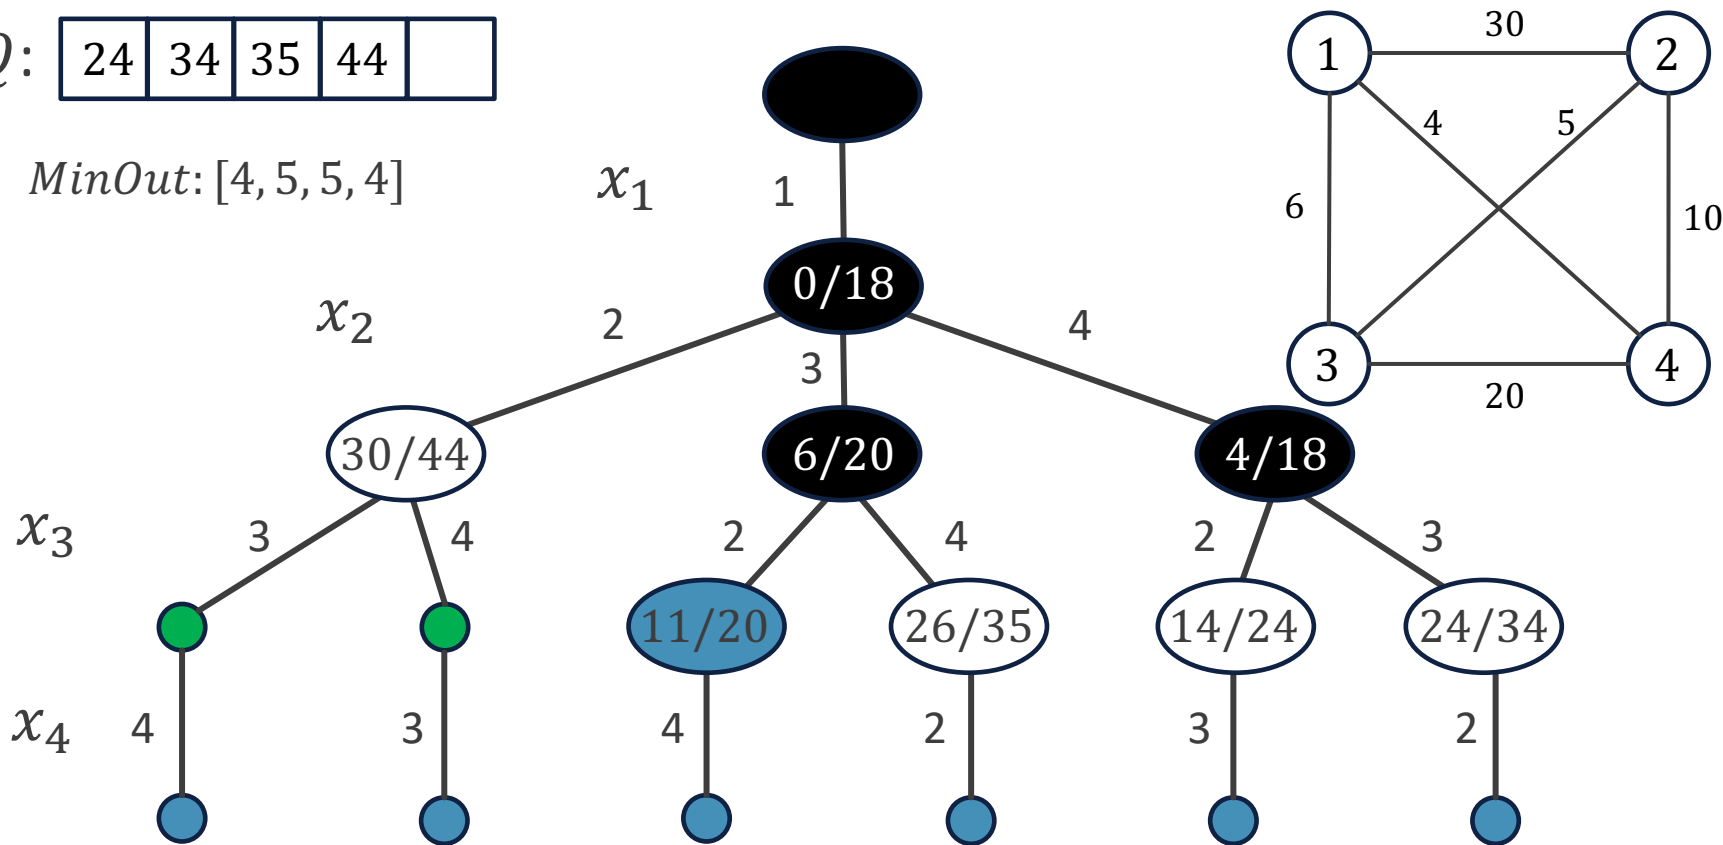 Q: 24 34 35 44
MinOut: [4, 5, 5, 4]
x₁ 1
0/18
x₂ 2 3 4
30/44 6/20 4/18
x₃ 3 4 2 4 2 3
11/20 26/35 14/24 24/34
x₄ 4 3 4 2 3 2
30
1 2
4 5
6 10
3 4
20